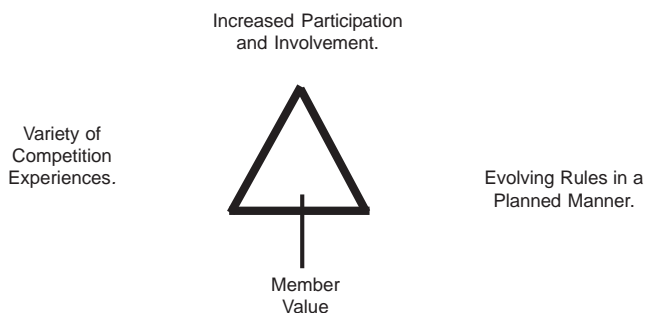 Increased Participation
and Involvement.
Variety of
Competition
Experiences.
Evolving Rules in a
Planned Manner.
Member
Value